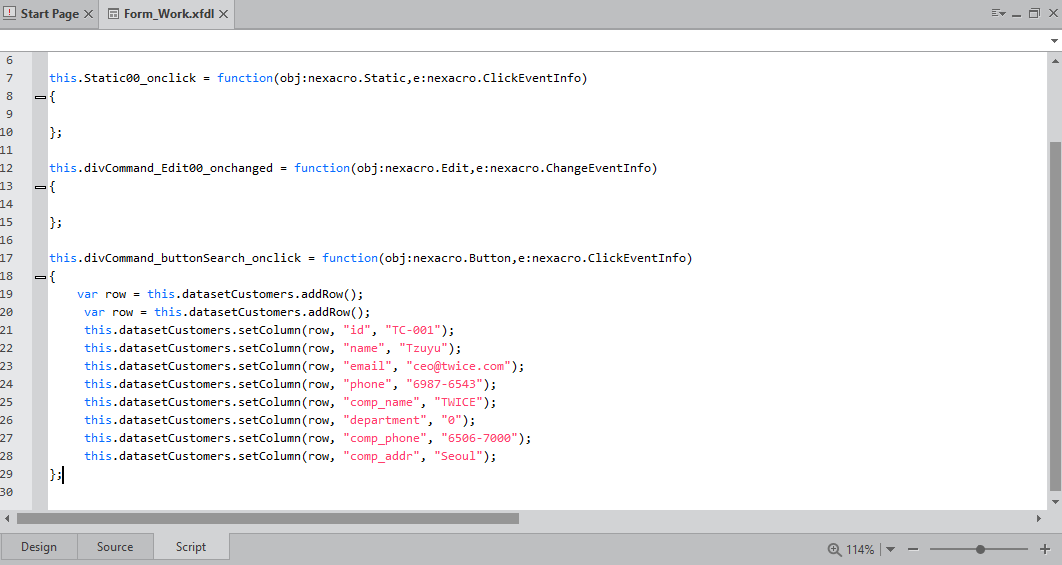 Start Page
Form_Work.xfdl
6
7 this.Static00_onclick = function(obj:nexacro.Static,e:nexacro.ClickEventInfo)
8 {
9
10 };
11
12 this.divCommand_Edit00_onchanged = function(obj:nexacro.Edit,e:nexacro.ChangeEventInfo)
13 {
14
15 };
16
17 this.divCommand_buttonSearch_onclick = function(obj:nexacro.Button,e:nexacro.ClickEventInfo)
18 {
19     var row = this.datasetCustomers.addRow();
20      var row = this.datasetCustomers.addRow();
21      this.datasetCustomers.setColumn(row, "id", "TC-001");
22      this.datasetCustomers.setColumn(row, "name", "Tzuyu");
23      this.datasetCustomers.setColumn(row, "email", "ceo@twice.com");
24      this.datasetCustomers.setColumn(row, "phone", "6987-6543");
25      this.datasetCustomers.setColumn(row, "comp_name", "TWICE");
26      this.datasetCustomers.setColumn(row, "department", "0");
27      this.datasetCustomers.setColumn(row, "comp_phone", "6506-7000");
28      this.datasetCustomers.setColumn(row, "comp_addr", "Seoul");
29 };
30
Design Source Script 114%